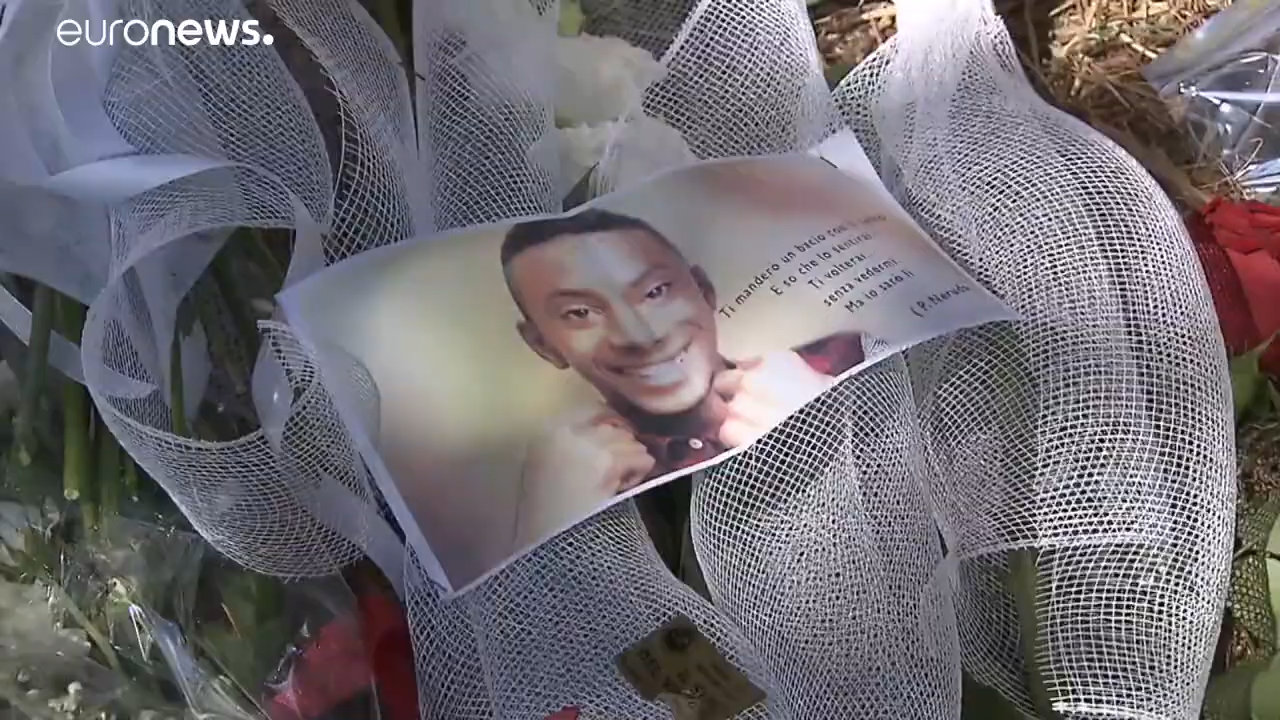 euronews.
Ti manderò un bacio con il vento
E so che lo sentirai
Ti volterai
senza vedermi
Ma io sarò lì
(P. Neruda